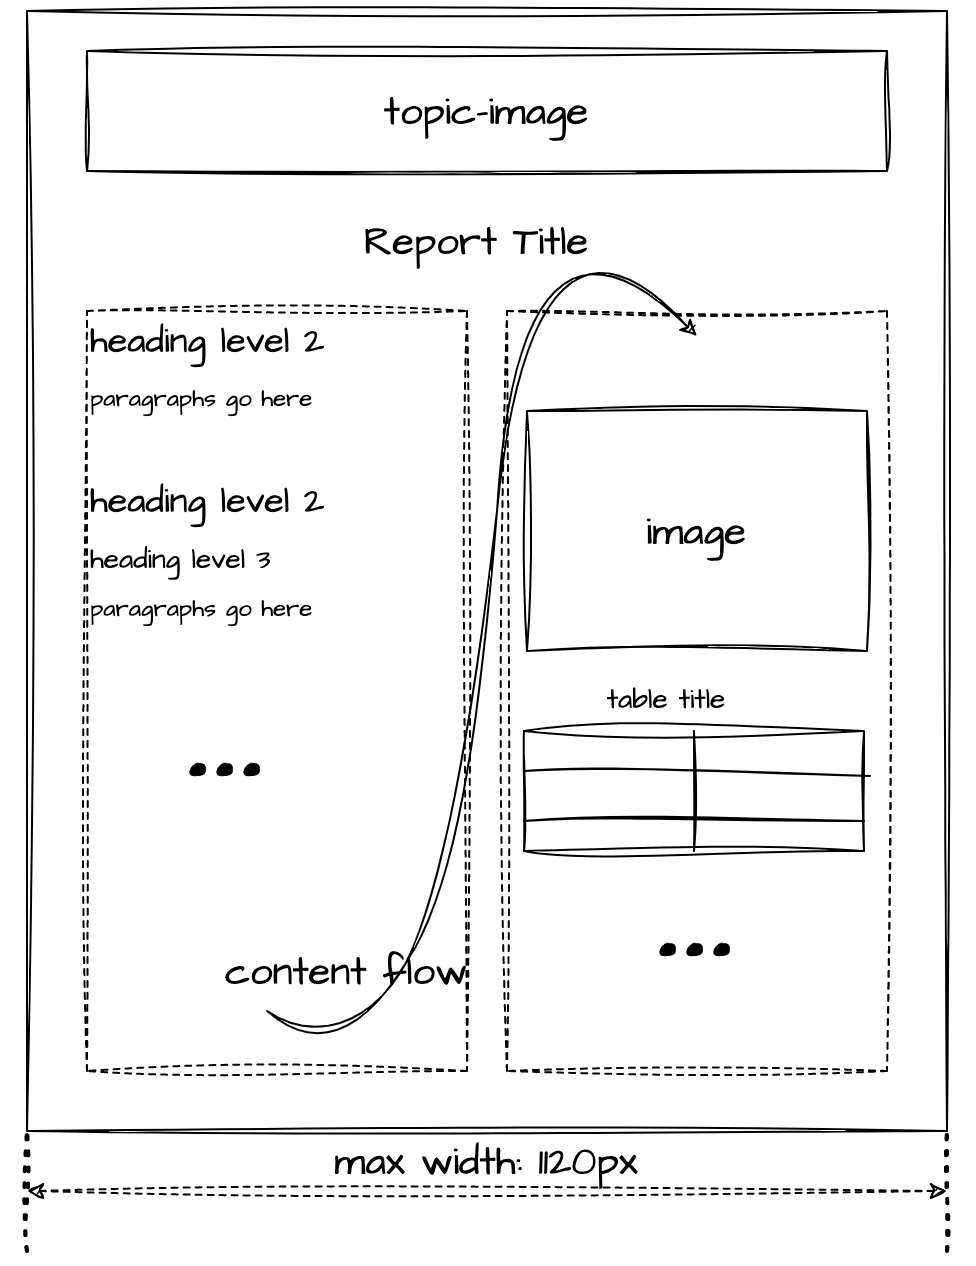 topic-image
Report Title
heading level 2
paragraphs go here
heading level 2
heading level 3
paragraphs go here
...
content flow
image
table title
...
max width: 1120px